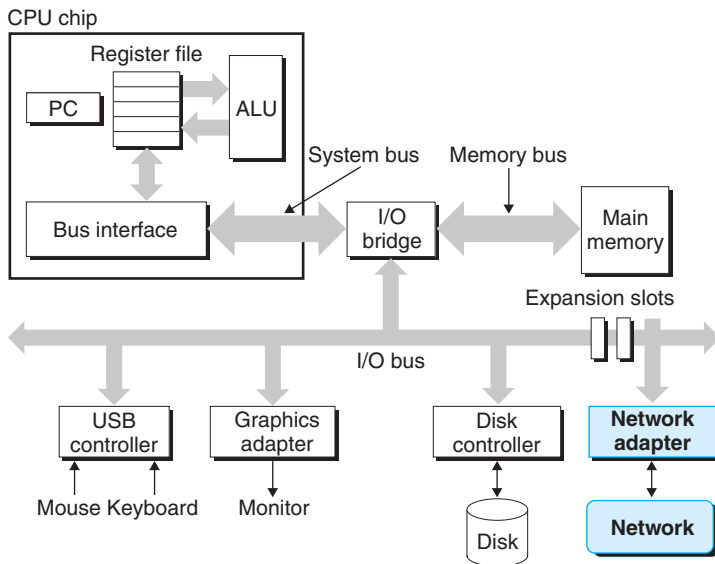 CPU chip
Register file
PC
ALU
System bus
Memory bus
Bus interface
I/O
bridge
Main
memory
Expansion slots
I/O bus
USB
controller
Graphics
adapter
Disk
controller
Network
adapter
Mouse Keyboard
Monitor
Disk
Network